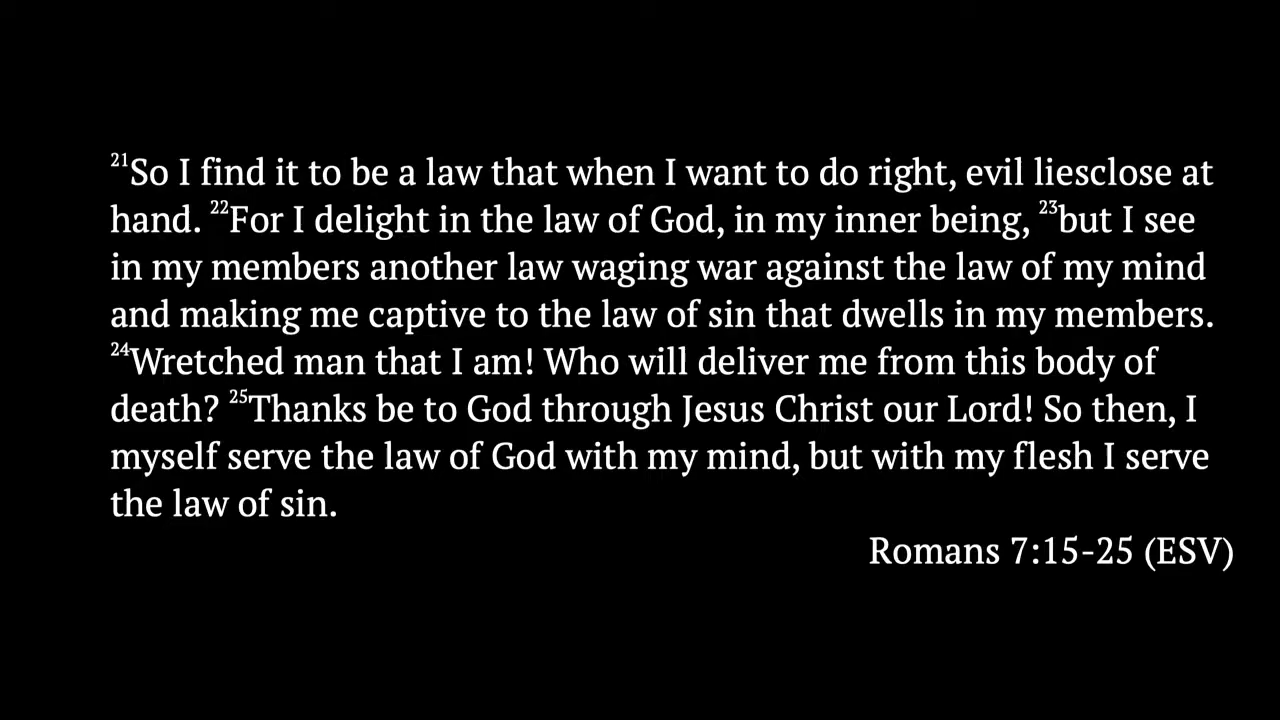 21So I find it to be a law that when I want to do right, evil liesclose at
hand. 22For I delight in the law of God, in my inner being, 23but I see
in my members another law waging war against the law of my mind
and making me captive to the law of sin that dwells in my members.
24Wretched man that I am! Who will deliver me from this body of
death? 25Thanks be to God through Jesus Christ our Lord! So then, I
myself serve the law of God with my mind, but with my flesh I serve
the law of sin.
Romans 7:15-25 (ESV)